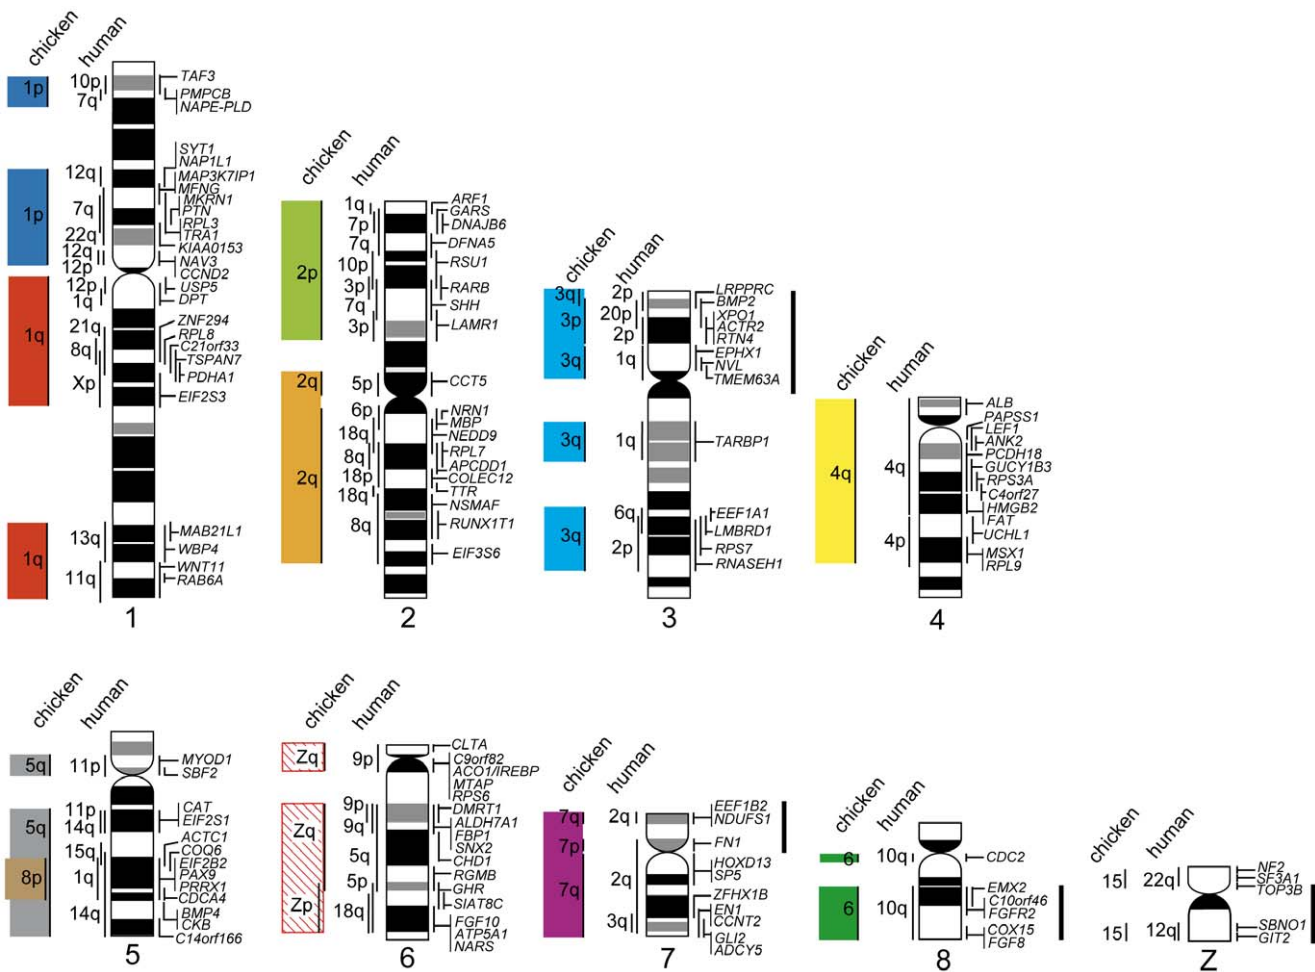 chicken
human
1p
10p
7q
TAF3
PMPCB
NAPE-PLD
1p
12q
7q
22q
12q
12p
SYT1
NAP1L1
MAP3K7IP1
MFNG
MKRN1
PTN
RPL3
TRA1
KIAA0153
NAV3
CCND2
1q
12p
1q
21q
8q
Xp
USP5
DPT
ZNF294
RPL8
C21orf33
TSPAN7
PDHA1
EIF2S3
1q
13q
11q
MAB21L1
WBP4
WNT11
RAB6A
1
chicken
human
2p
1q
7p
7q
10p
3p
7q
3p
ARF1
GARS
DNAJB6
DFNA5
RSU1
RARB
SHH
LAMR1
2q
5p
CCT5
2q
6p
18q
8q
18p
18q
8q
NRN1
MBP
NEDD9
RPL7
APCDD1
COLEC12
TTR
NSMAF
RUNX1T1
EIF3S6
2
chicken
human
3q
3p
3q
2p
20p
2p
1q
LRPPRC
BMP2
XPO1
ACTR2
RTN4
EPHX1
NVL
TMEM63A
3q
1q
TARBP1
3q
6q
2p
EEF1A1
LMBRD1
RPS7
RNASEH1
3
chicken
human
4q
4q
4p
ALB
PAPSS1
LEF1
ANK2
PCDH18
GUCY1B3
RPS3A
C4orf27
HMGB2
FAT
UCHL1
MSX1
RPL9
4
chicken
human
5q
11p
MYOD1
SBF2
5q
8p
11p
14q
15q
1q
14q
CAT
EIF2S1
ACTC1
COQ6
EIF2B2
PAX9
PRRX1
CDCA4
BMP4
CKB
C14orf166
5
chicken
human
Zq
9p
CLTA
C9orf82
ACO1/IREBP
MTAP
RPS6
Zq
Zp
9p
9q
5q
5p
18q
DMRT1
ALDH7A1
FBP1
SNX2
CHD1
RGMB
GHR
SIAT8C
FGF10
ATP5A1
NARS
6
chicken
human
7q
7p
7q
2q
2q
3q
EEF1B2
NDUFS1
FN1
HOXD13
SP5
ZFHX1B
EN1
CCNT2
GLI2
ADCY5
7
chicken
human
6
10q
CDC2
6
10q
EMX2
C10orf46
FGFR2
COX15
FGF8
8
chicken
human
15
22q
NF2
SF3A1
TOP3B
15
12q
SBNO1
GIT2
Z